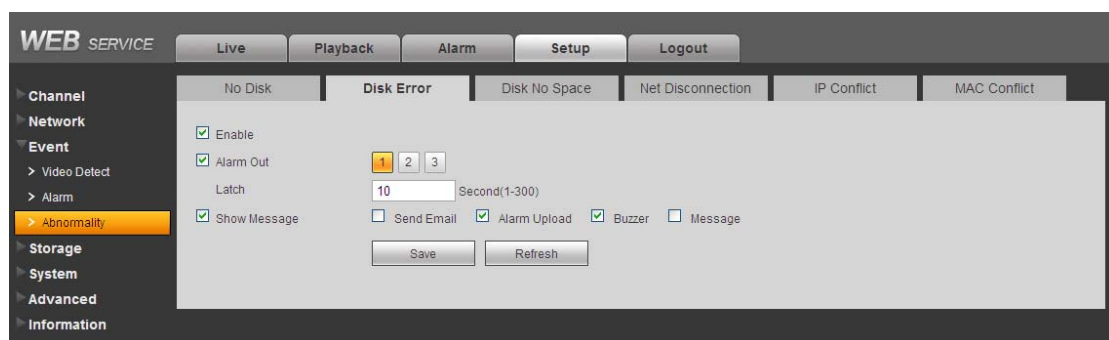 WEB SERVICE
Live Playback Alarm Setup Logout
No Disk Disk Error Disk No Space Net Disconnection IP Conflict MAC Conflict
Channel
Network
Event
> Video Detect
> Alarm
> Abnormality
Storage
System
Advanced
Information
Enable
Alarm Out 1 2 3
Latch 10 Second(1-300)
Show Message Send Email Alarm Upload Buzzer Message
Save Refresh